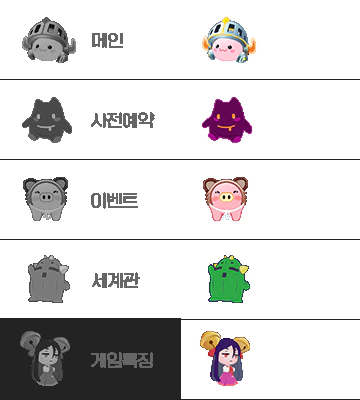 메인
사전예약
이벤트
세계관
게임특징